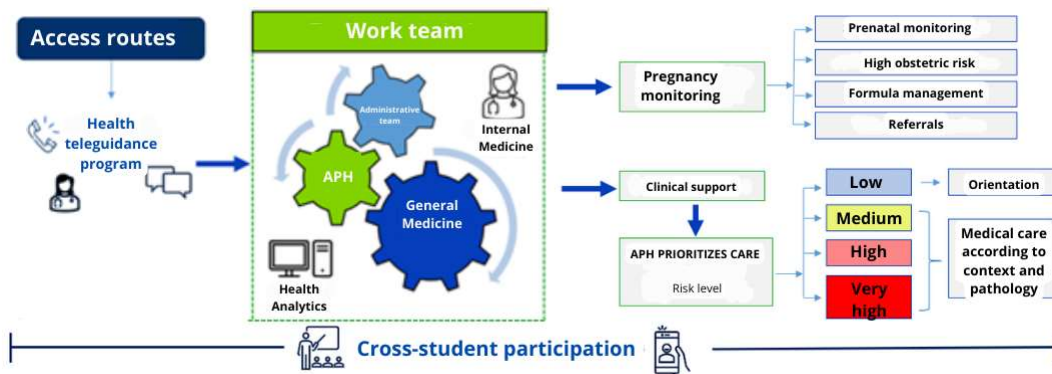 Access routes
Health
teleguidance
program
Work team
Administrative
team
APH
General
Medicine
Internal
Medicine
Health
Analytics
Pregnancy
monitoring
Prenatal monitoring
High obstetric risk
Formula management
Referrals
Clinical support
APH PRIORITIZES CARE
Risk level
Low
Medium
High
Very
high
Orientation
Medical care
according to
context and
pathology
Cross-student participation